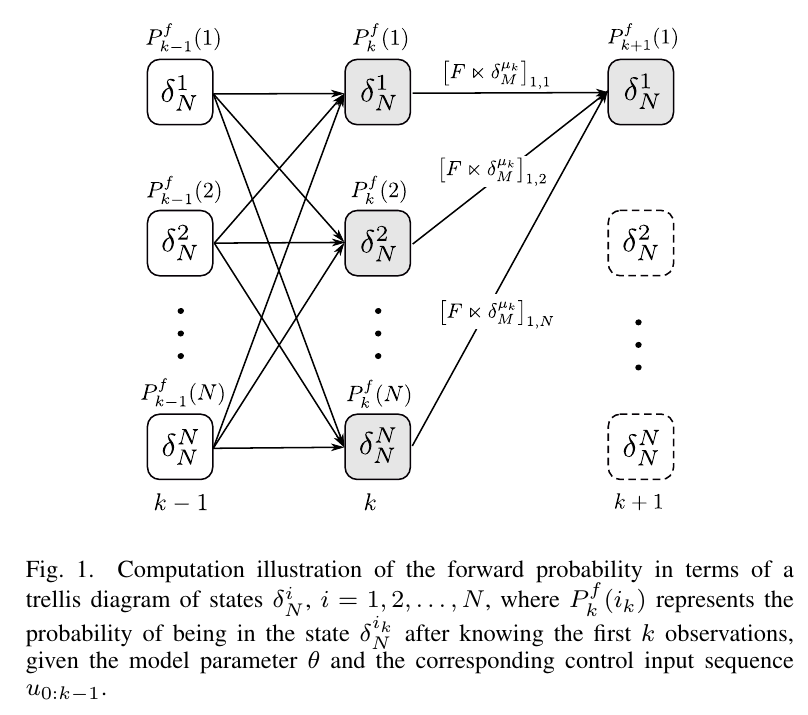 P^f_{k-1}(1) P^f_k(1) P^f_{k+1}(1)
δ^1_N δ^1_N [F ⋉ δ^{μ_k}_M]_{1,1} δ^1_N
P^f_{k-1}(2) P^f_k(2) [F ⋉ δ^{μ_k}_M]_{1,2}
δ^2_N δ^2_N δ^2_N
[F ⋉ δ^{μ_k}_M]_{1,N}
P^f_{k-1}(N) P^f_k(N)
δ^N_N δ^N_N δ^N_N
k − 1 k k + 1
Fig. 1. Computation illustration of the forward probability in terms of a
trellis diagram of states δ^i_N, i = 1, 2, . . . , N, where P^f_k(i_k) represents the
probability of being in the state δ^{i_k}_N after knowing the first k observations,
given the model parameter θ and the corresponding control input sequence
u_{0:k−1}.